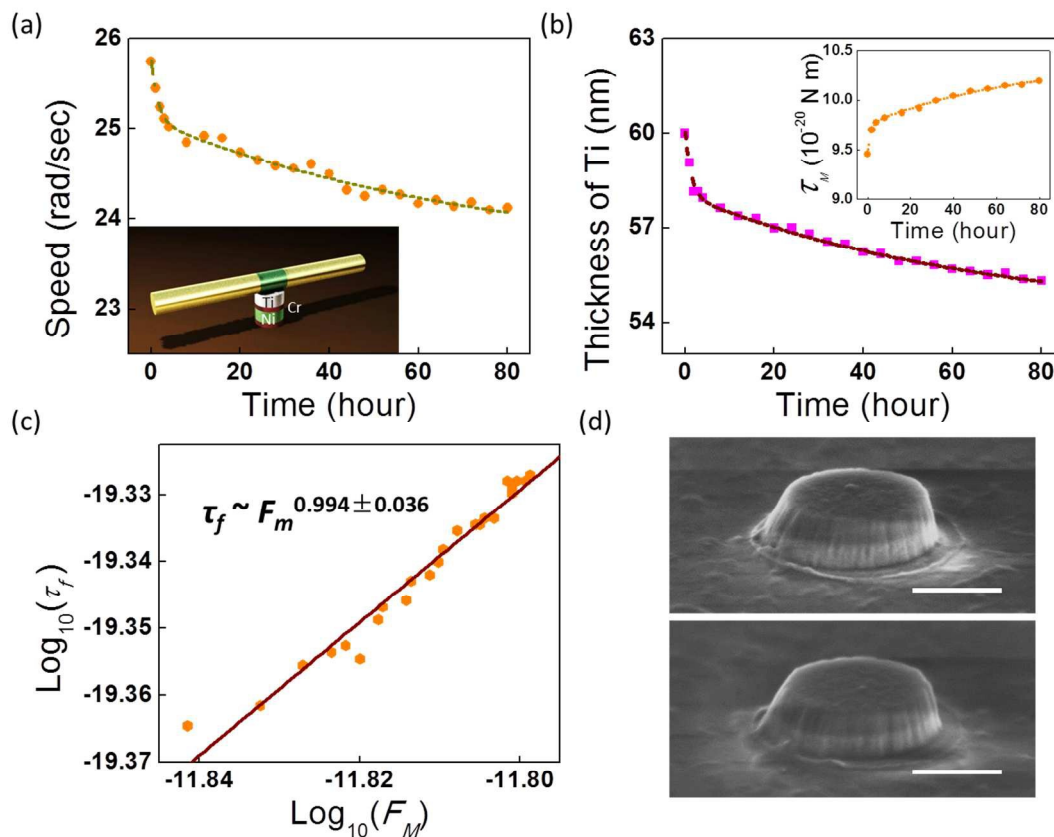 (a)
26
25
24
23
Speed (rad/sec)
0 20 40 60 80
Time (hour)
Ti
Cr
Ni
(b)
63
60
57
54
Thickness of Ti (nm)
0 20 40 60 80
Time (hour)
10.5
10.0
9.5
9.0
τM (10-20 N m)
0 20 40 60 80
Time (hour)
(c)
τf ~ Fm0.994±0.036
-19.33
-19.34
-19.35
-19.36
-19.37
Log10(τf)
-11.84 -11.82 -11.80
Log10(FM)
(d)